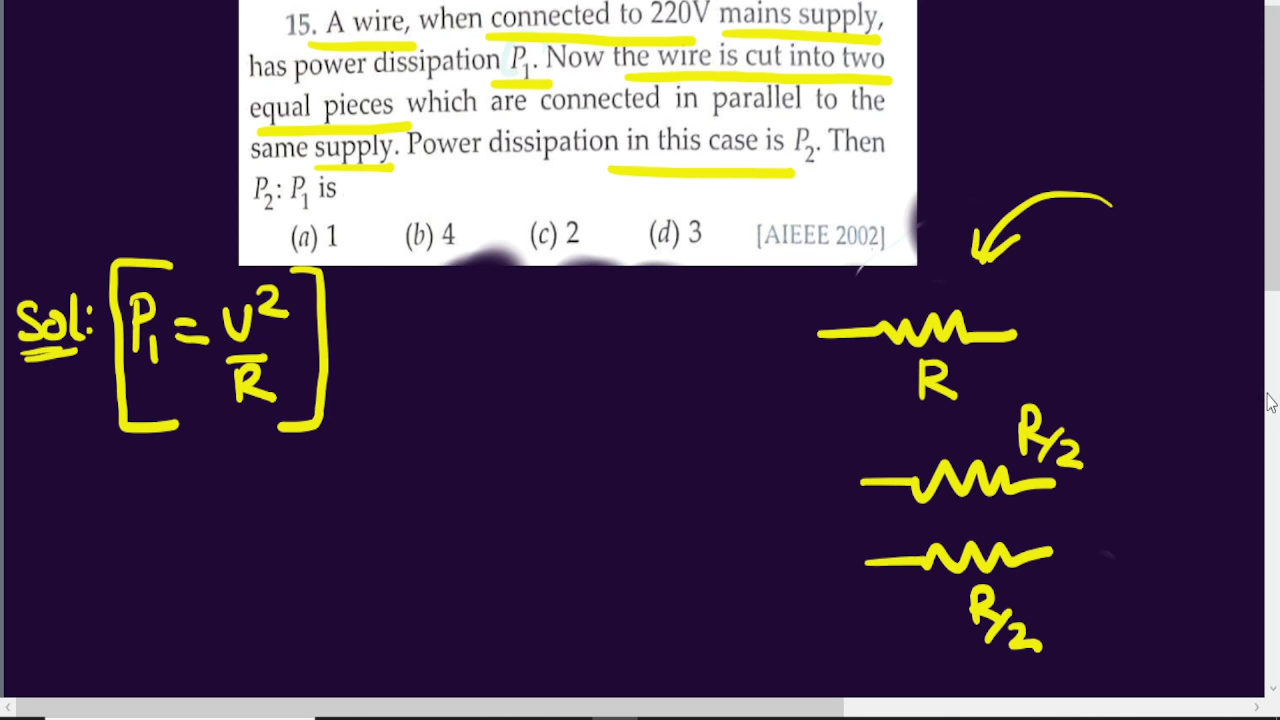 15. A wire, when connected to 220V mains supply,
has power dissipation P₁. Now the wire is cut into two
equal pieces which are connected in parallel to the
same supply. Power dissipation in this case is P₂. Then
P₂: P₁ is
(a) 1 (b) 4 (c) 2 (d) 3 [AIEEE 2002]
Sol: [P₁ = V²/R]
R
R/2
R/2